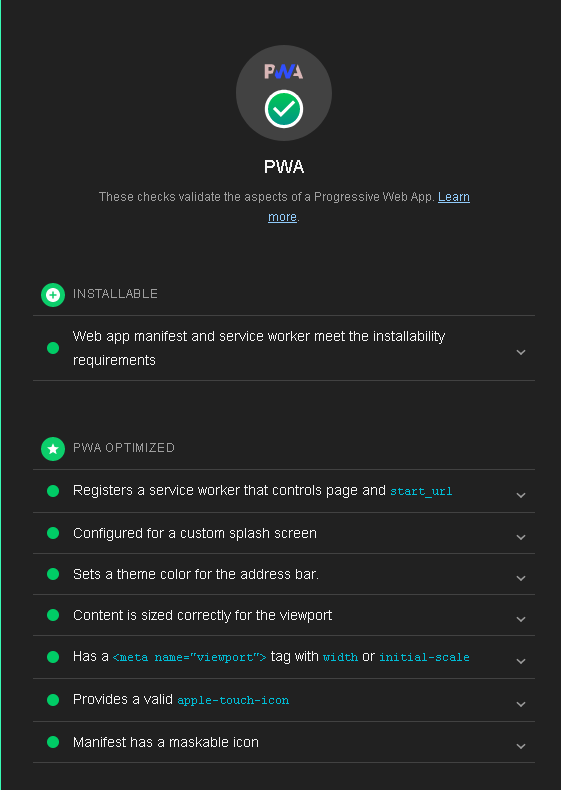 PWA
PWA
These checks validate the aspects of a Progressive Web App. Learn
more.
INSTALLABLE
Web app manifest and service worker meet the installability
requirements
PWA OPTIMIZED
Registers a service worker that controls page and start_url
Configured for a custom splash screen
Sets a theme color for the address bar.
Content is sized correctly for the viewport
Has a <meta name="viewport"> tag with width or initial-scale
Provides a valid apple-touch-icon
Manifest has a maskable icon